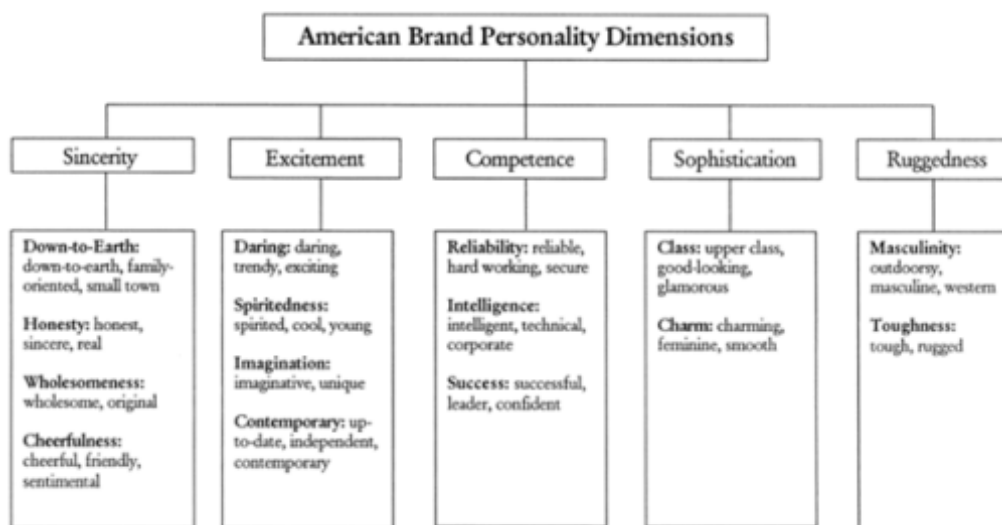 American Brand Personality Dimensions
Sincerity
Excitement
Competence
Sophistication
Ruggedness
Down-to-Earth:
down-to-earth, family-
oriented, small town
Honesty: honest,
sincere, real
Wholesomeness:
wholesome, original
Cheerfulness:
cheerful, friendly,
sentimental
Daring: daring,
trendy, exciting
Spiritedness:
spirited, cool, young
Imagination:
imaginative, unique
Contemporary: up-
to-date, independent,
contemporary
Reliability: reliable,
hard working, secure
Intelligence:
intelligent, technical,
corporate
Success: successful,
leader, confident
Class: upper class,
good-looking,
glamorous
Charm: charming,
feminine, smooth
Masculinity:
outdoorsy,
masculine, western
Toughness:
tough, rugged